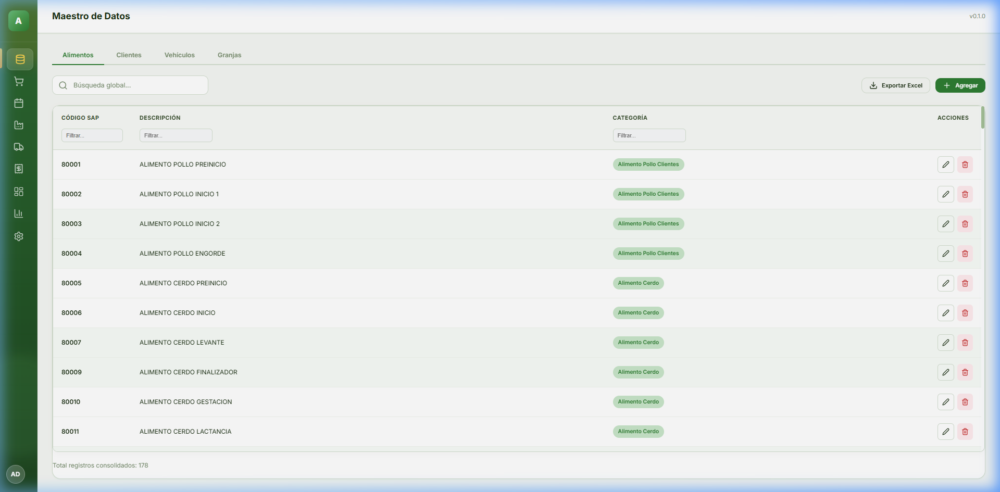 A
Maestro de Datos
v0.1.0
Alimentos Clientes Vehículos Granjas
Búsqueda global...
Exportar Excel
Agregar
CÓDIGO SAP DESCRIPCIÓN CATEGORÍA ACCIONES
Filtrar... Filtrar... Filtrar...
80001 ALIMENTO POLLO PREINICIO Alimento Pollo Clientes
80002 ALIMENTO POLLO INICIO 1 Alimento Pollo Clientes
80003 ALIMENTO POLLO INICIO 2 Alimento Pollo Clientes
80004 ALIMENTO POLLO ENGORDE Alimento Pollo Clientes
80005 ALIMENTO CERDO PREINICIO Alimento Cerdo
80006 ALIMENTO CERDO INICIO Alimento Cerdo
80007 ALIMENTO CERDO LEVANTE Alimento Cerdo
80009 ALIMENTO CERDO FINALIZADOR Alimento Cerdo
80010 ALIMENTO CERDO GESTACION Alimento Cerdo
80011 ALIMENTO CERDO LACTANCIA Alimento Cerdo
Total registros consolidados: 178
AD